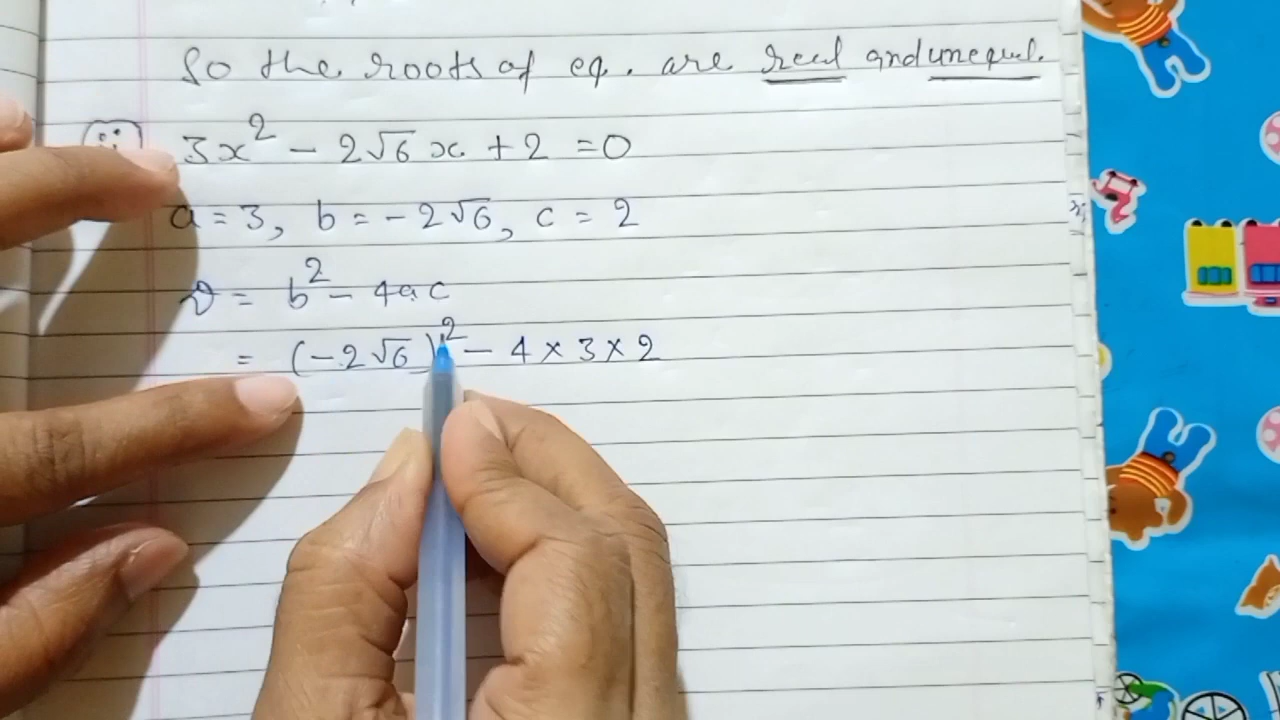 So the roots of eq. are real and unequal.
3x² - 2√6 x + 2 = 0
a = 3, b = -2√6, c = 2
D = b² - 4ac
= (-2√6)² - 4 × 3 × 2